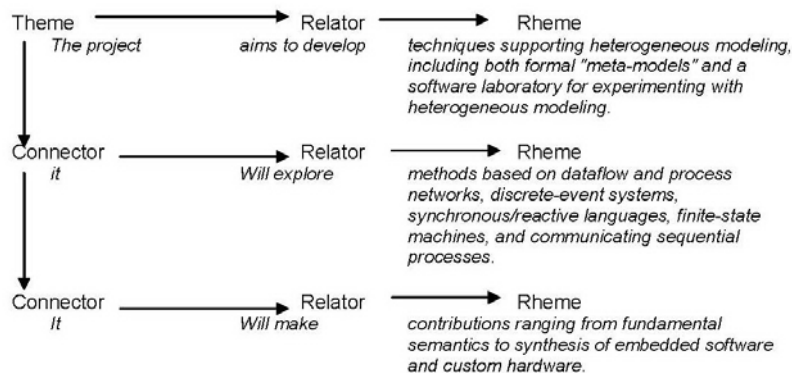 Theme Relator Rheme
The project aims to develop techniques supporting heterogeneous modeling,
including both formal "meta-models" and a
software laboratory for experimenting with
heterogeneous modeling.
Connector Relator Rheme
it Will explore methods based on dataflow and process
networks, discrete-event systems,
synchronous/reactive languages, finite-state
machines, and communicating sequential
processes.
Connector Relator Rheme
It Will make contributions ranging from fundamental
semantics to synthesis of embedded software
and custom hardware.